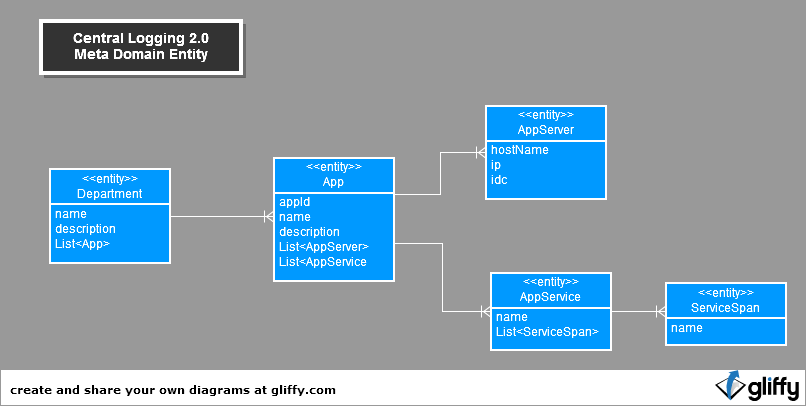 Central Logging 2.0
Meta Domain Entity
<<entity>>
AppServer
hostName
ip
idc
<<entity>>
Department
name
description
List<App>
<<entity>>
App
appId
name
description
List<AppServer>
List<AppService
<<entity>>
AppService
name
List<ServiceSpan>
<<entity>>
ServiceSpan
name
create and share your own diagrams at gliffy.com
gliffy